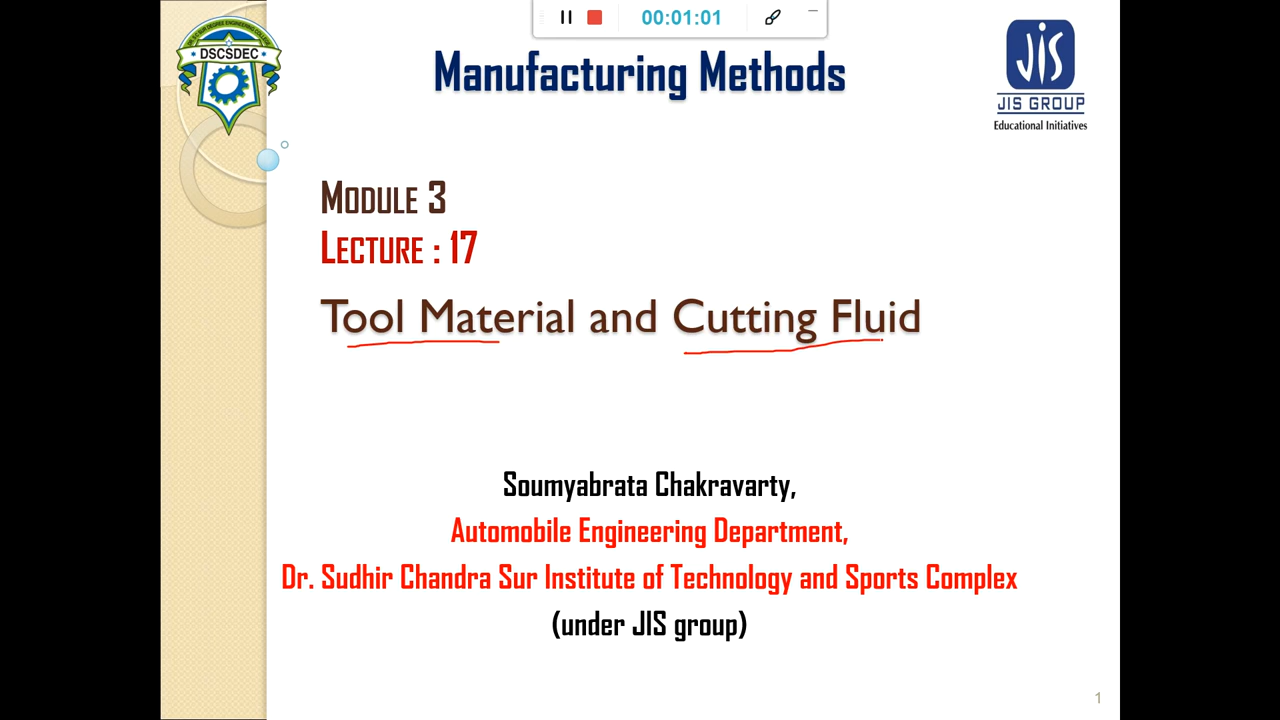 00:01:01
DSCSDEC
Manufacturing Methods
JIS
JIS GROUP
Educational Initiatives
MODULE 3
LECTURE : 17
Tool Material and Cutting Fluid
Soumyabrata Chakravarty,
Automobile Engineering Department,
Dr. Sudhir Chandra Sur Institute of Technology and Sports Complex
(under JIS group)
1